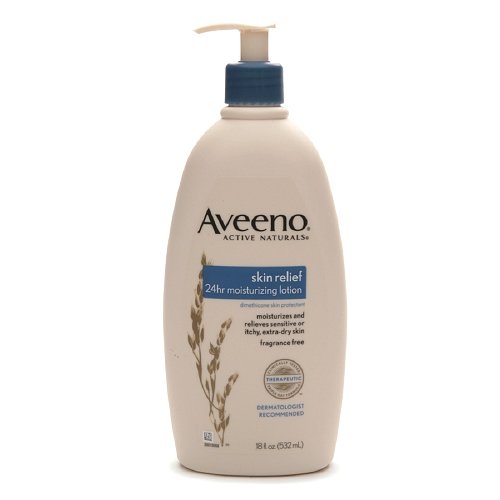 Aveeno®
ACTIVE NATURALS®
skin relief
24hr moisturizing lotion
dimethicone skin protectant
moisturizes and
relieves sensitive or
itchy, extra-dry skin
fragrance free
THERAPEUTIC
DERMATOLOGIST
RECOMMENDED
18 fl oz (532 mL)